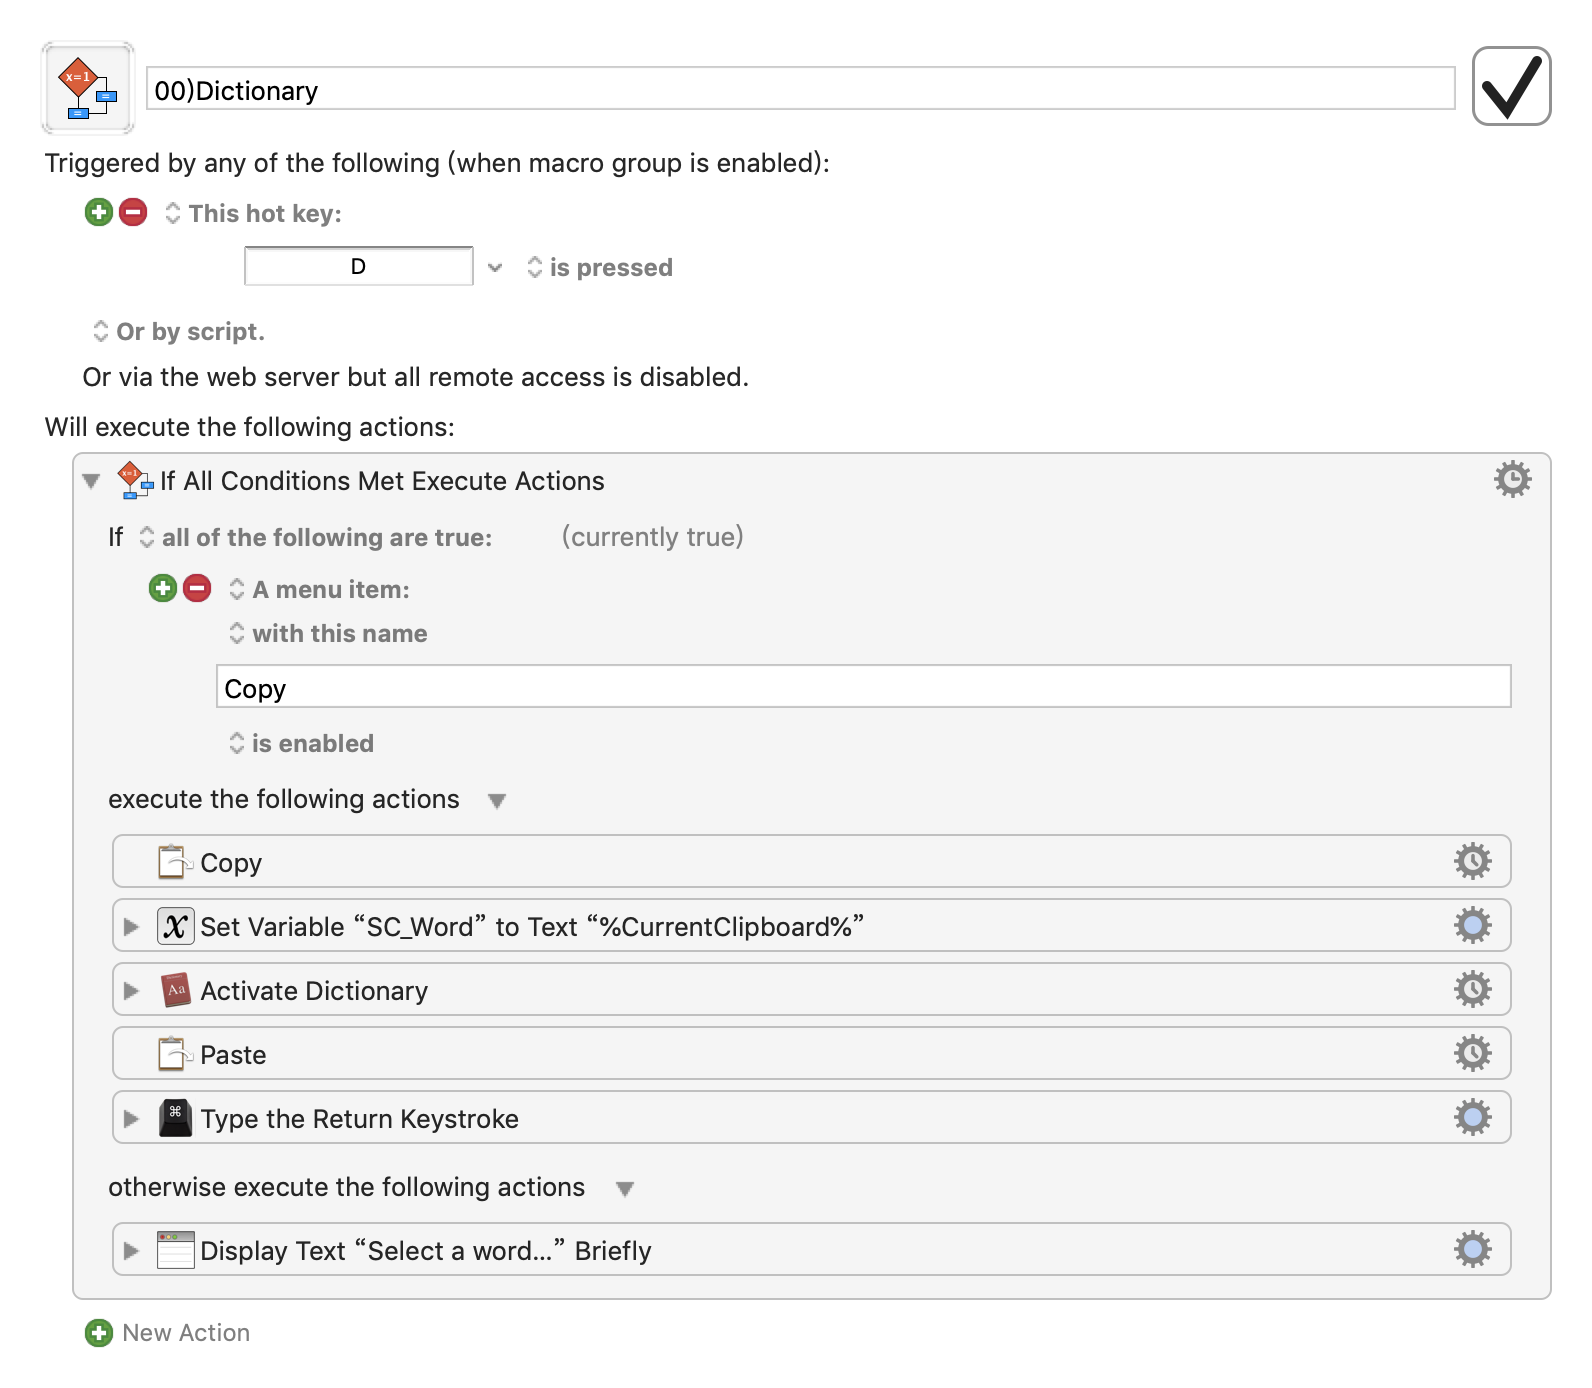 x=1
00)Dictionary
Triggered by any of the following (when macro group is enabled):
This hot key:
D
is pressed
Or by script.
Or via the web server but all remote access is disabled.
Will execute the following actions:
x=1 If All Conditions Met Execute Actions
If all of the following are true: (currently true)
A menu item:
with this name
Copy
is enabled
execute the following actions
Copy
X Set Variable “SC_Word” to Text “%CurrentClipboard%”
Aa Activate Dictionary
Paste
⌘ Type the Return Keystroke
otherwise execute the following actions
Display Text “Select a word...” Briefly
New Action